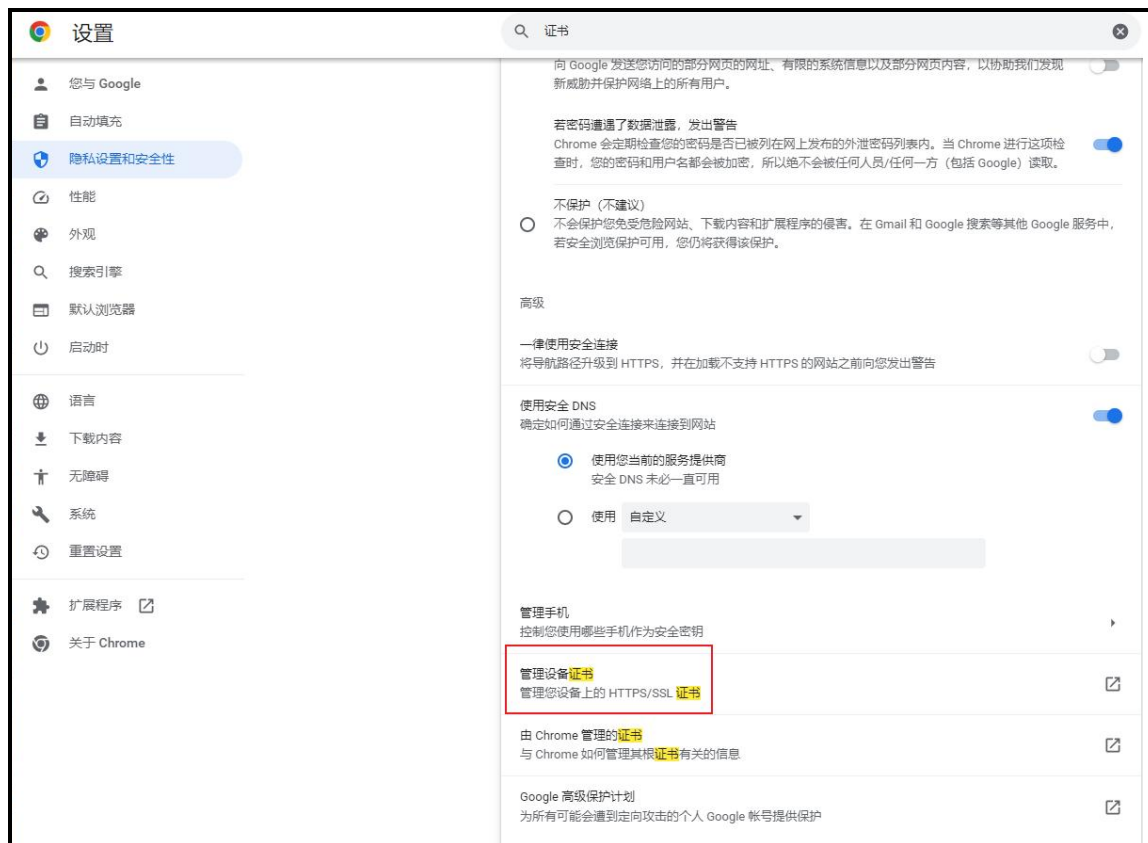 设置
证书
您与 Google
自动填充
隐私设置和安全性
性能
外观
搜索引擎
默认浏览器
启动时
语言
下载内容
无障碍
系统
重置设置
扩展程序
关于 Chrome
向 Google 发送您访问的部分网页的网址、有限的系统信息以及部分网页内容，以协助我们发现
新威胁并保护网络上的所有用户。
若密码遭遇了数据泄露，发出警告
Chrome 会定期检查您的密码是否已被列在网上发布的外泄密码列表内。当 Chrome 进行这项检
查时，您的密码和用户名都会被加密，所以绝不会被任何人员/任何一方（包括 Google）读取。
不保护（不建议）
不会保护您免受危险网站、下载内容和扩展程序的侵害。在 Gmail 和 Google 搜索等其他 Google 服务中，
若安全浏览保护可用，您仍将获得该保护。
高级
一律使用安全连接
将导航路径升级到 HTTPS，并在加载不支持 HTTPS 的网站之前向您发出警告
使用安全 DNS
确定如何通过安全连接来连接到网站
使用您当前的服务提供商
安全 DNS 未必一直可用
使用 自定义
管理手机
控制您使用哪些手机作为安全密钥
管理设备证书
管理您设备上的 HTTPS/SSL 证书
由 Chrome 管理的证书
与 Chrome 如何管理其根证书有关的信息
Google 高级保护计划
为所有可能会遭到定向攻击的个人 Google 帐号提供保护